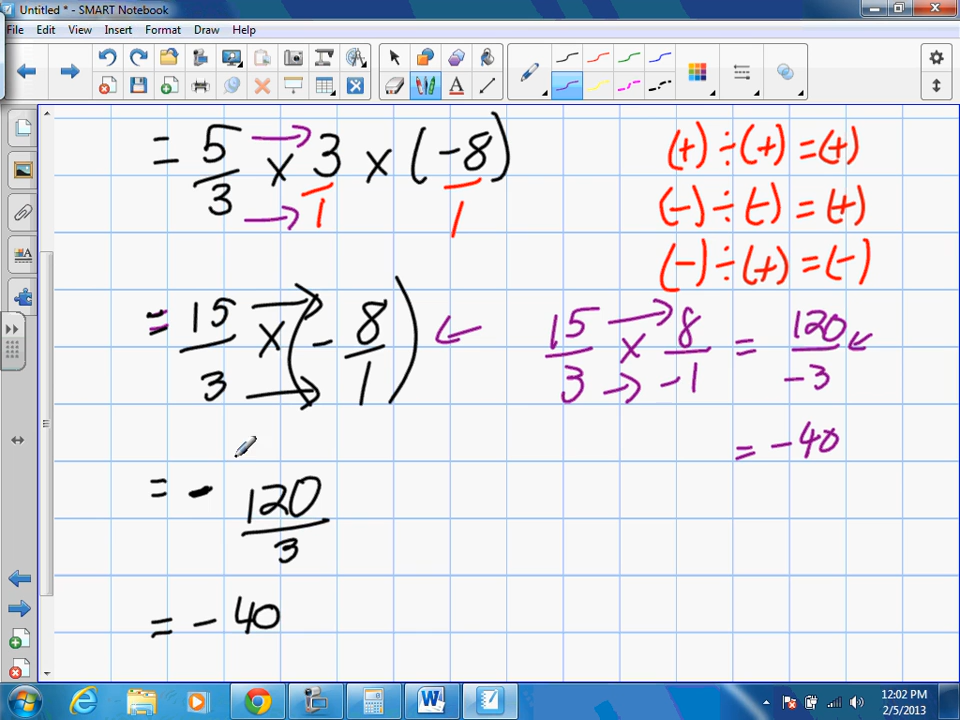 Untitled * - SMART Notebook
File Edit View Insert Format Draw Help
= 5/3 × 3/1 × (-8)/1
(+) ÷ (+) = (+)
(-) ÷ (-) = (+)
(-) ÷ (+) = (-)
= 15/3 × (- 8/1)
15/3 × 8/-1 = 120/-3
= -40
= - 120/3
= - 40
12:02 PM
2/5/2013